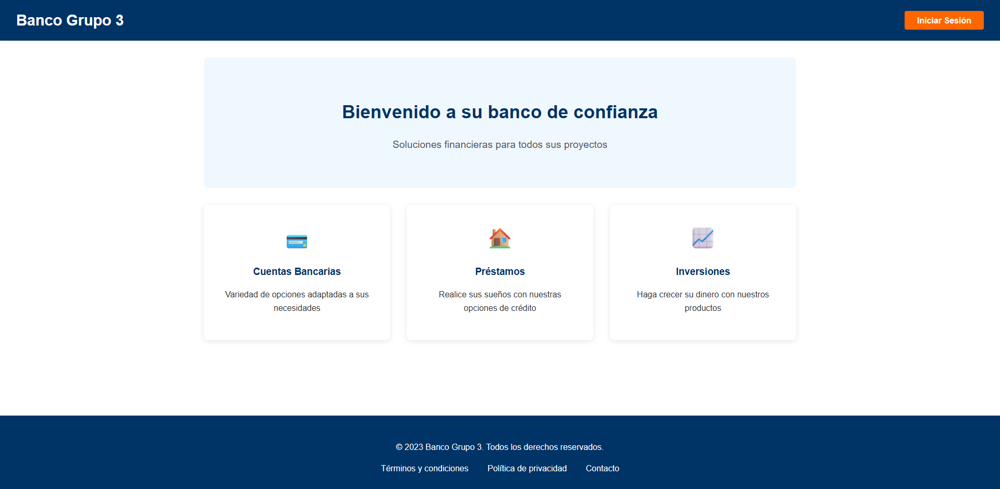 Banco Grupo 3
Iniciar Sesión
Bienvenido a su banco de confianza
Soluciones financieras para todos sus proyectos
Cuentas Bancarias
Variedad de opciones adaptadas a sus
necesidades
Préstamos
Realice sus sueños con nuestras
opciones de crédito
Inversiones
Haga crecer su dinero con nuestros
productos
© 2023 Banco Grupo 3. Todos los derechos reservados.
Términos y condiciones
Política de privacidad
Contacto